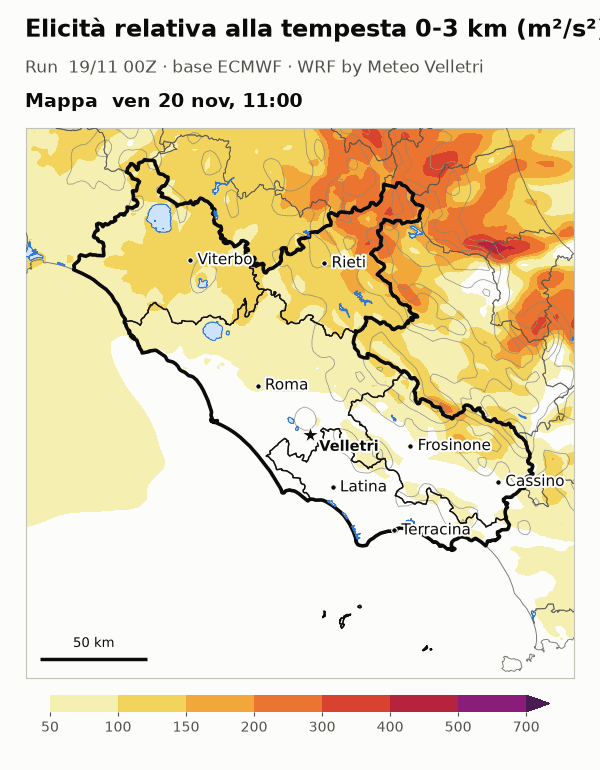 Elicità relativa alla tempesta 0-3 km (m²/s²)
Run 19/11 00Z · base ECMWF · WRF by Meteo Velletri
Mappa ven 20 nov, 11:00
Viterbo
Rieti
Roma
Velletri
Frosinone
Cassino
Latina
Terracina
50 km
50 100 150 200 300 400 500 700